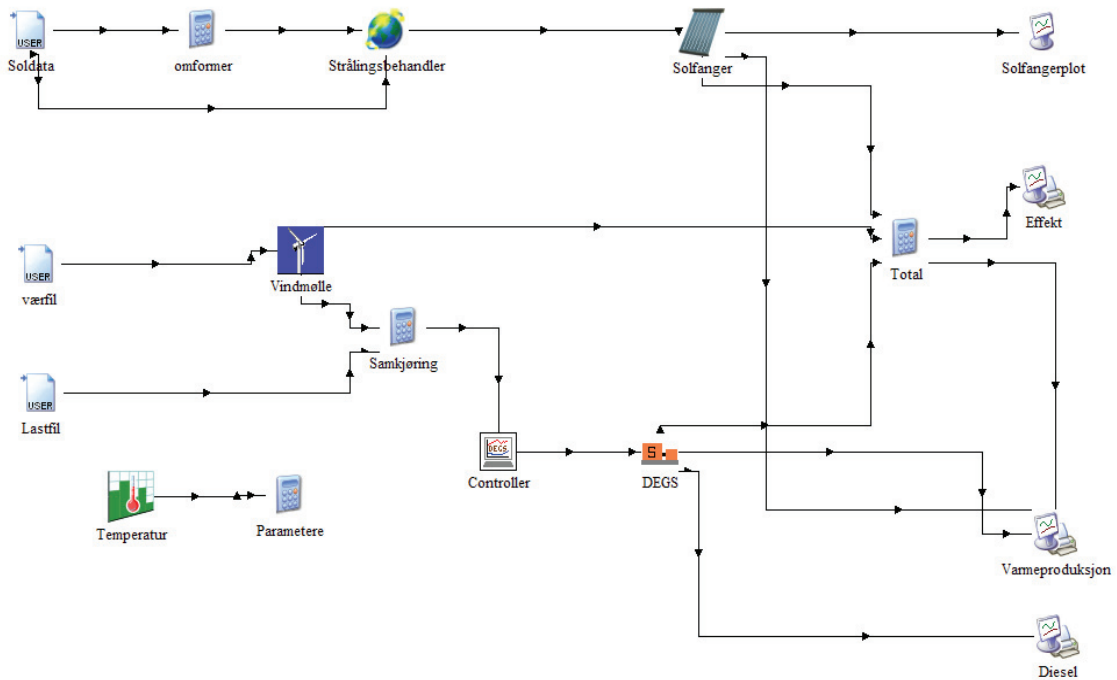 USER
Soldata
omformer
Strålingsbehandler
Solfanger
Solfangerplot
Effekt
USER
værfil
Vindmølle
Total
Samkjøring
USER
Lastfil
DEGS
Controller
S
DEGS
Temperatur
Parametere
Varmeproduksjon
Diesel